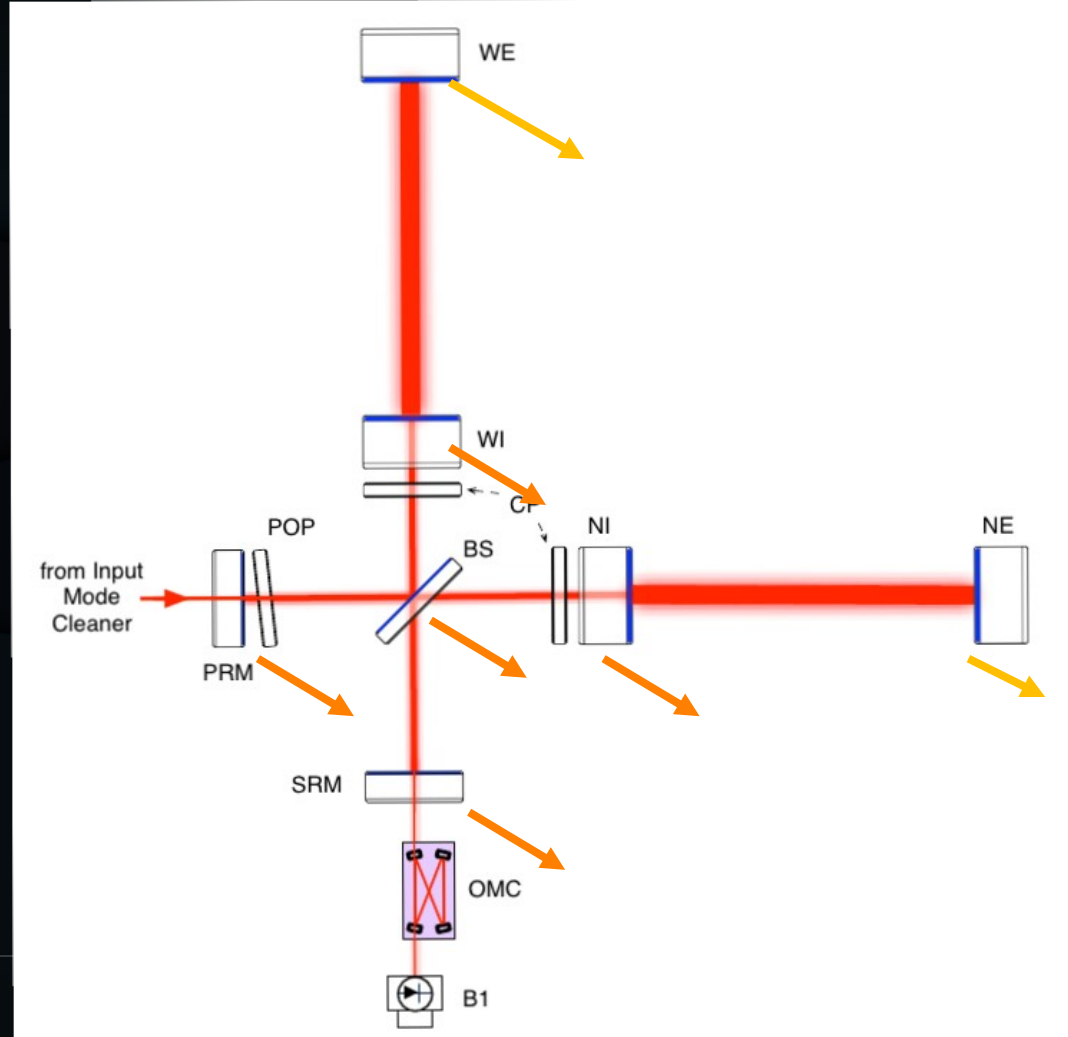 WE
WI
CP
POP
BS
NI
NE
from Input
Mode
Cleaner
PRM
SRM
OMC
B1